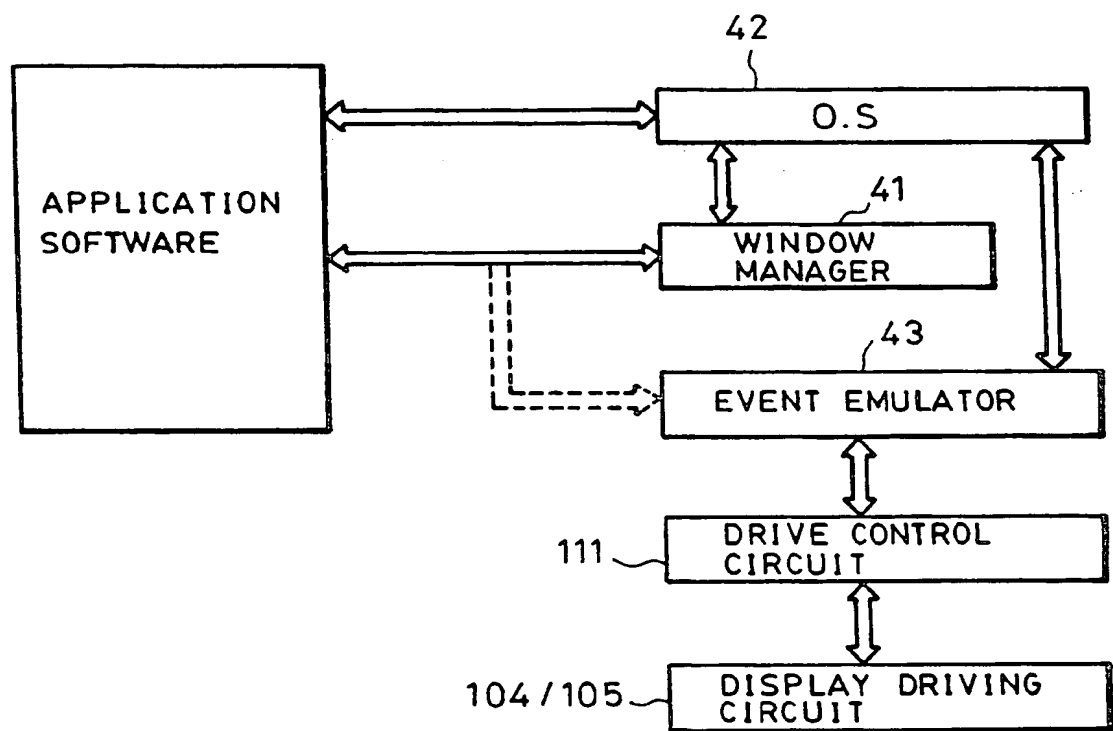 42
O.S
APPLICATION
SOFTWARE
41
WINDOW
MANAGER
43
EVENT EMULATOR
DRIVE CONTROL
CIRCUIT
111
DISPLAY DRIVING
CIRCUIT
104/105